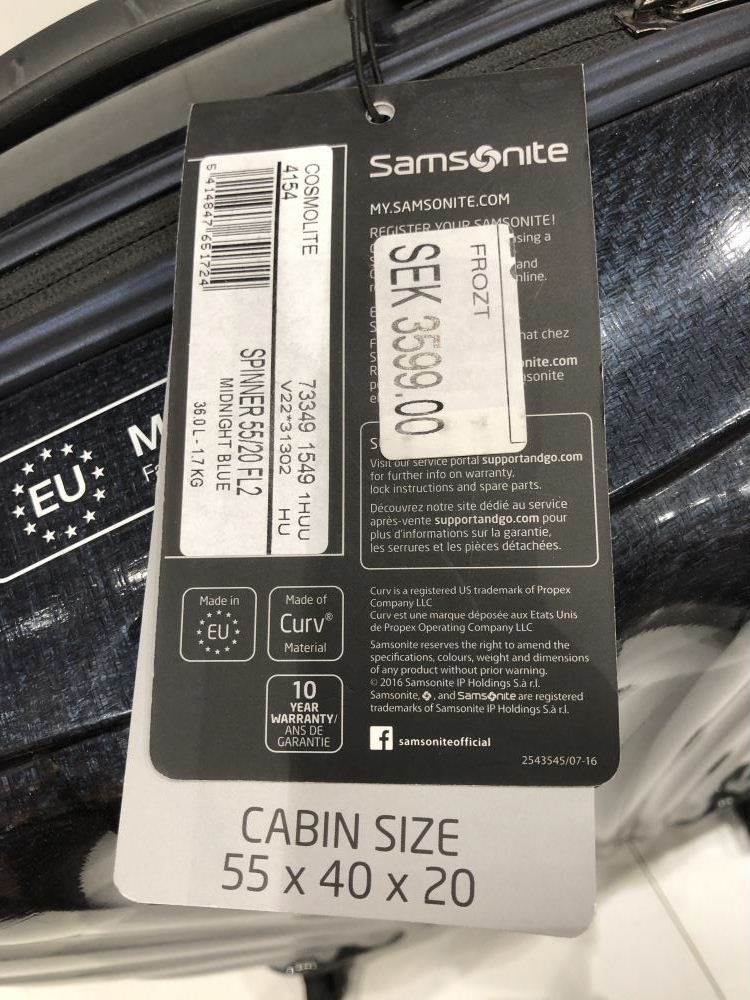 Samsonite
MY.SAMSONITE.COM
REGISTER YOUR SAMSONITE!
and
nite.com
FROZT
SEK 3599.00
Visit our service portal supportandgo.com
for further info on warranty,
lock instructions and spare parts.
Découvrez notre site dédié au service
après-vente supportandgo.com pour
plus d'informations sur la garantie,
les serrures et les pièces détachées.
Curv is a registered US trademark of Propex
Company LLC
Curv est une marque déposée aux Etats Unis
de Propex Operating Company LLC
Samsonite reserves the right to amend the
specifications, colours, weight and dimensions
of any product without prior warning.
© 2016 Samsonite IP Holdings S.à r.l.
Samsonite, , and Samsonite are registered
trademarks of Samsonite IP Holdings S.à r.l.
f samsoniteofficial
2543545/07-16
COSMOLITE 73349 1549 1HUU
4154 V22*31302 HU
SPINNER 55/20 FL2
MIDNIGHT BLUE
36.0 L - 1.7 KG
5 414847 651724
Made in
EU
Made of
Curv®
Material
10
YEAR
WARRANTY/
ANS DE
GARANTIE
EU
CABIN SIZE
55 x 40 x 20